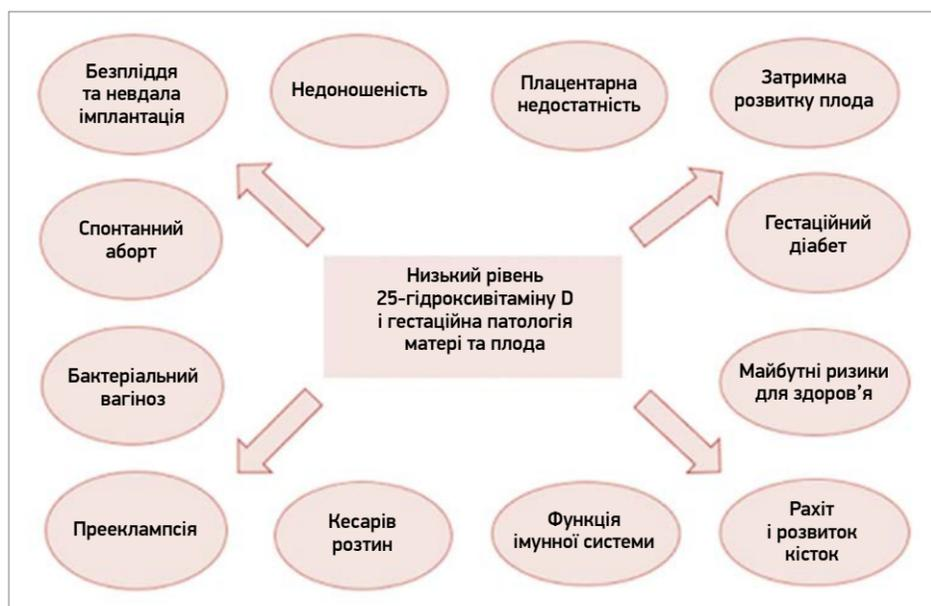 Безпліддя
та невдала
імплантація
Недоношеність
Плацентарна
недостатність
Затримка
розвитку плода
Спонтанний
аборт
Гестаційний
діабет
Низький рівень
25-гідроксивітаміну D
і гестаційна патологія
матері та плода
Бактеріальний
вагіноз
Майбутні ризики
для здоров’я
Прееклампсія
Кесарів
розтин
Функція
імунної системи
Рахіт
і розвиток
кісток